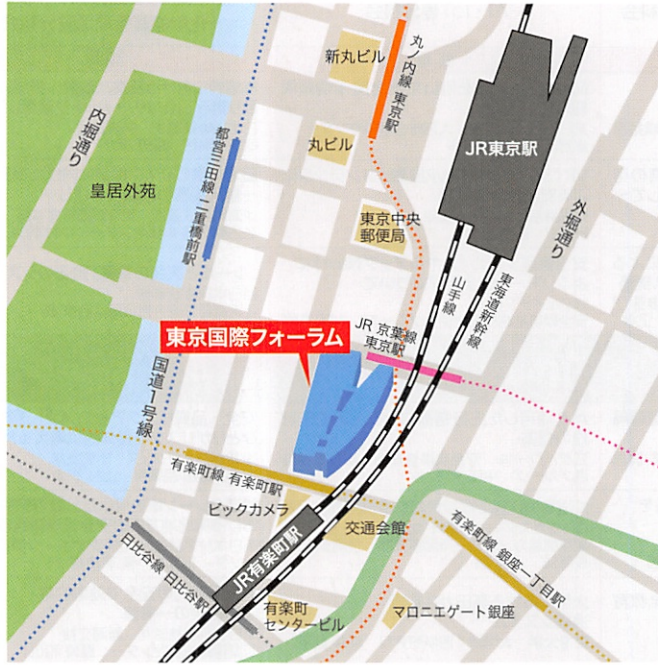 新丸ビル
丸ノ内線 東京駅
内堀通り
丸ビル
JR東京駅
都営三田線 二重橋前駅
皇居外苑
東京中央
郵便局
外堀通り
山手線
東海道新幹線
JR 京葉線
東京駅
東京国際フォーラム
国道1号線
有楽町線 有楽町駅
ビックカメラ
交通会館
有楽町線 銀座一丁目駅
日比谷線 日比谷駅
JR有楽町駅
有楽町
センタービル
マロニエゲート銀座